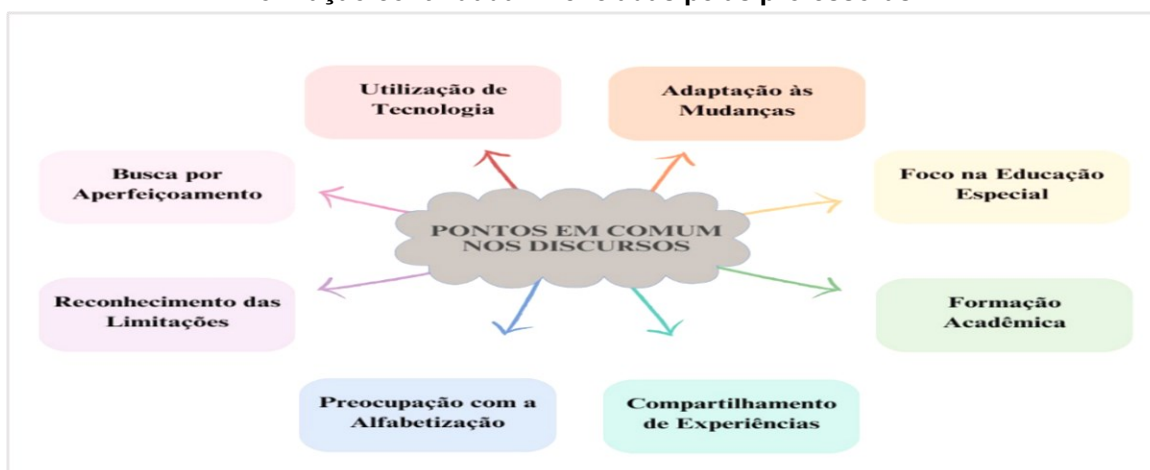 Utilização de
Tecnologia
Adaptação às
Mudanças
Busca por
Aperfeiçoamento
Foco na Educação
Especial
PONTOS EM COMUM
NOS DISCURSOS
Reconhecimento das
Limitações
Formação
Acadêmica
Preocupação com a
Alfabetização
Compartilhamento
de Experiências